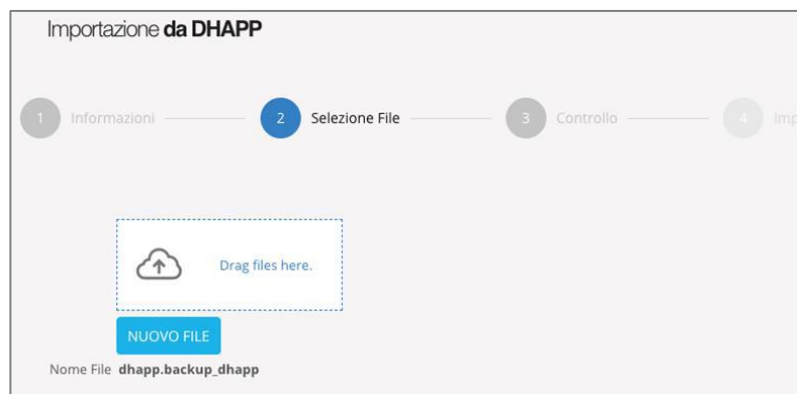 Importazione da DHAPP
1 Informazioni 2 Selezione File 3 Controllo 4
Drag files here.
NUOVO FILE
Nome File dhapp.backup_dhapp